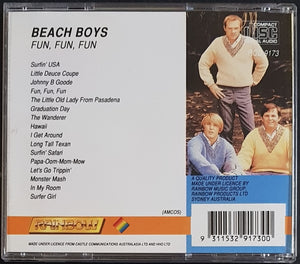 BEACH BOYS
FUN, FUN, FUN
Surfin' USA
Little Deuce Coupe
Johnny B Goode
Fun, Fun, Fun
The Little Old Lady From Pasadena
Graduation Day
The Wanderer
Hawaii
I Get Around
Long Tall Texan
Surfin' Safari
Papa-Oom-Mom-Mow
Let's Go Trippin'
Monster Mash
In My Room
Surfer Girl
(AMCOS)
RAINBOW
MADE UNDER LICENCE FROM CASTLE COMMUNICATIONS AUSTRALASIA LTD AND HHO LTD
COMPACT
DISC
DIGITAL AUDIO
9173
A QUALITY PRODUCT
MADE UNDER LICENCE BY
RAINBOW MUSIC GROUP.
RAINBOW PRODUCTS LTD
SYDNEY AUSTRALIA
9 311532 917300